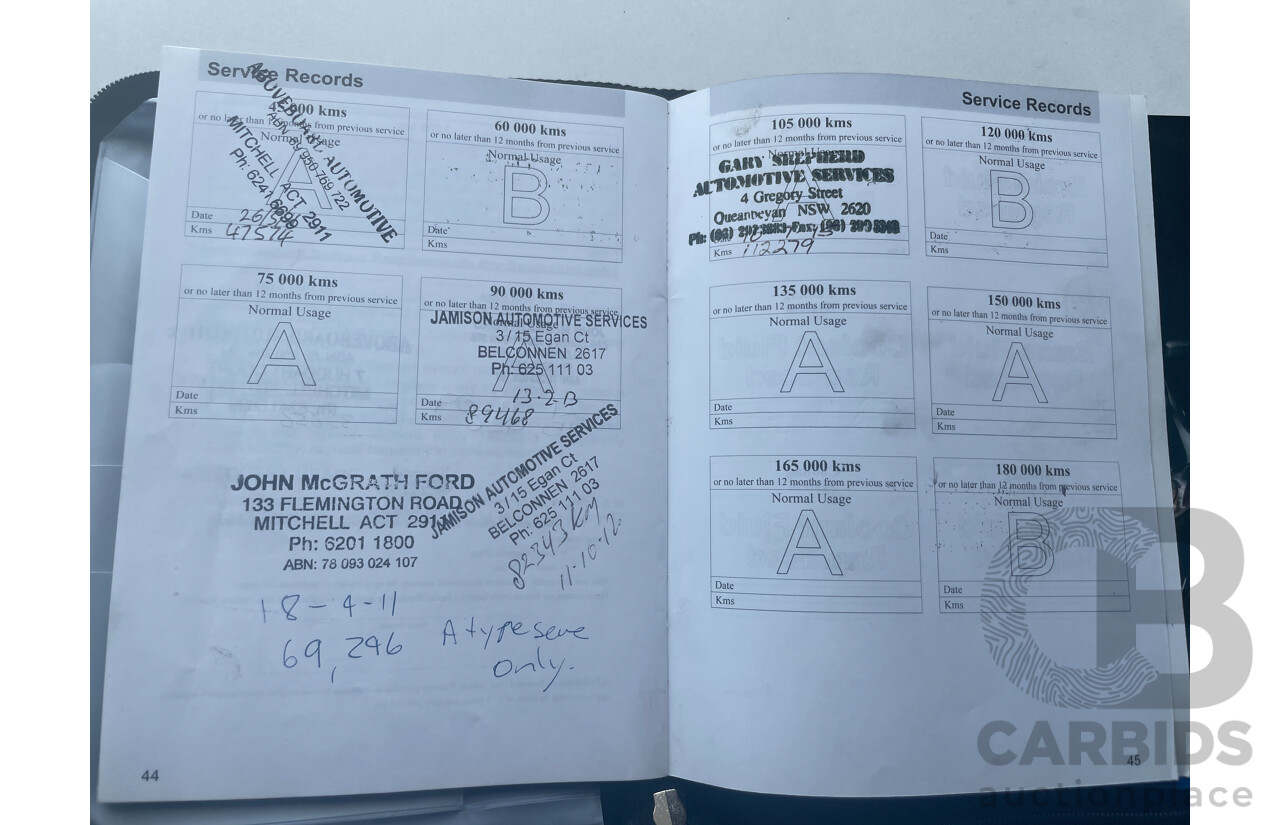 Service Records
45 000 kms
or no later than 12 months from previous service
Normal Usage
A
ABOVEBOARD AUTOMOTIVE
MITCHELL ACT 2911
Date
Kms 47514
60 000 kms
or no later than 12 months from previous service
Normal Usage
B
Date
Kms
75 000 kms
or no later than 12 months from previous service
Normal Usage
A
Date
Kms
90 000 kms
or no later than 12 months from previous service
Normal Usage
JAMISON AUTOMOTIVE SERVICES
3/15 Egan Ct
BELCONNEN 2617
Ph: 625 111 03
A
Date 13·2·13
Kms 89468
JOHN McGRATH FORD
133 FLEMINGTON ROAD
MITCHELL ACT 2911
Ph: 6201 1800
ABN: 78 093 024 107
JAMISON AUTOMOTIVE SERVICES
3/15 Egan Ct
BELCONNEN 2617
Ph: 625 111 03
82343 km
11·10·12
18-4-11
69,296
A type
only.
44
Service Records
105 000 kms
or no later than 12 months from previous service
Normal Usage
A
GARY SHEPHERD
AUTOMOTIVE SERVICES
4 Gregory Street
Queanbeyan NSW 2620
Kms 112279
120 000 kms
or no later than 12 months from previous service
Normal Usage
B
Date
Kms
135 000 kms
or no later than 12 months from previous service
Normal Usage
A
Date
Kms
150 000 kms
or no later than 12 months from previous service
Normal Usage
A
Date
Kms
165 000 kms
or no later than 12 months from previous service
Normal Usage
A
Date
Kms
180 000 kms
or no later than 12 months from previous service
Normal Usage
B
Date
Kms
45
CB
CARBIDS
auctionplace